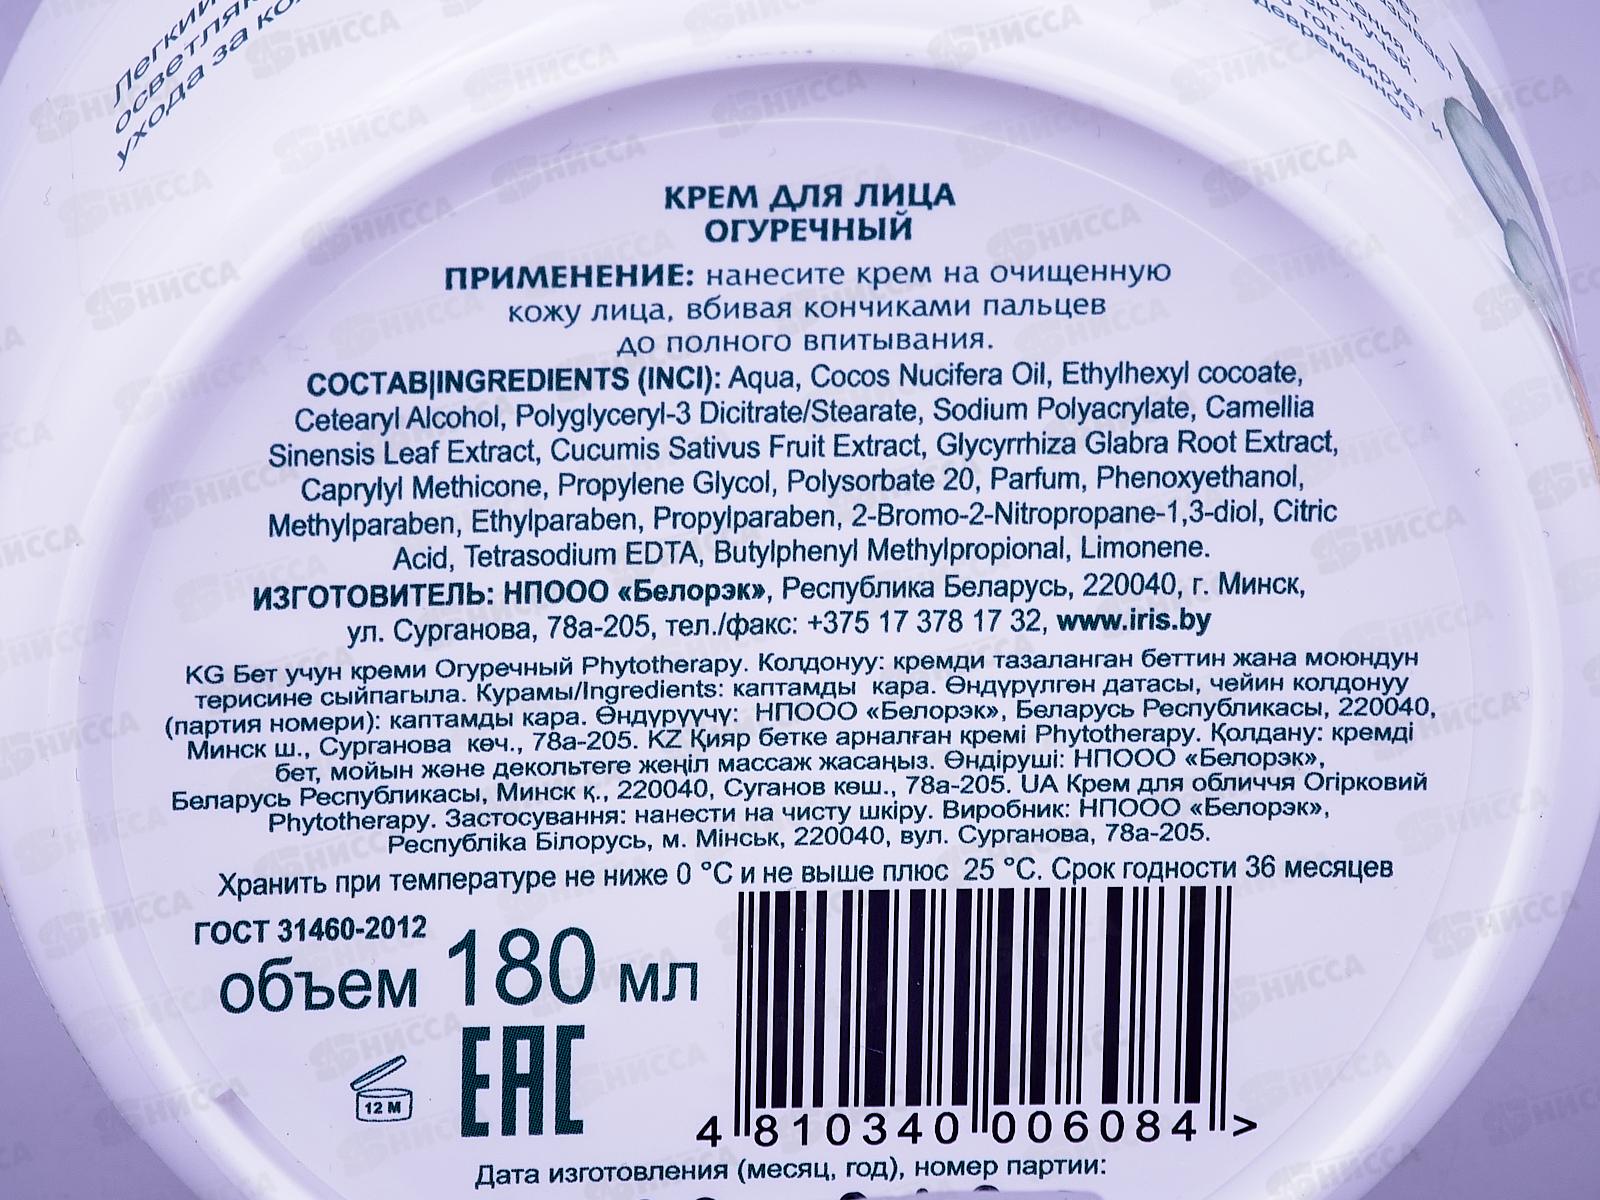 Легкий
осветляю
ухода за ко
КРЕМ ДЛЯ ЛИЦА
ОГУРЕЧНЫЙ
ПРИМЕНЕНИЕ: нанесите крем на очищенную
кожу лица, вбивая кончиками пальцев
до полного впитывания.
СОСТАВ|INGREDIENTS (INCI): Aqua, Cocos Nucifera Oil, Ethylhexyl cocoate,
Cetearyl Alcohol, Polyglyceryl-3 Dicitrate/Stearate, Sodium Polyacrylate, Camellia
Sinensis Leaf Extract, Cucumis Sativus Fruit Extract, Glycyrrhiza Glabra Root Extract,
Caprylyl Methicone, Propylene Glycol, Polysorbate 20, Parfum, Phenoxyethanol,
Methylparaben, Ethylparaben, Propylparaben, 2-Bromo-2-Nitropropane-1,3-diol, Citric
Acid, Tetrasodium EDTA, Butylphenyl Methylpropional, Limonene.
ИЗГОТОВИТЕЛЬ: НПООО «Белорэк», Республика Беларусь, 220040, г. Минск,
ул. Сурганова, 78а-205, тел./факс: +375 17 378 17 32, www.iris.by
KG Бет учун креми Огуречный Phytotherapy. Колдонуу: кремди тазаланган беттин жана моюндун
терисине сыйпагыла. Курамы/Ingredients: каптамды кара. Өндүрүлгөн датасы, чейин колдонуу
(партия номери): каптамды кара. Өндүрүүчү: НПООО «Белорэк», Беларусь Республикасы, 220040,
Минск ш., Сурганова көч., 78а-205. KZ Қияр бетке арналған кремі Phytotherapy. Қолдану: кремді
бет, мойын және декольтеге жеңіл массаж жасаңыз. Өндіруші: НПООО «Белорэк»,
Беларусь Республикасы, Минск қ., 220040, Суганов көш., 78а-205. UA Крем для обличчя Огірковий
Phytotherapy. Застосування: нанести на чисту шкіру. Виробник: НПООО «Белорэк»,
Республіка Білорусь, м. Мінськ, 220040, вул. Сурганова, 78а-205.
Хранить при температуре не ниже 0 °С и не выше плюс 25 °С. Срок годности 36 месяцев
ГОСТ 31460-2012
объем 180 мл
12 М
ЕАС
4 810340 006084 >
Дата изготовления (месяц, год), номер партии: